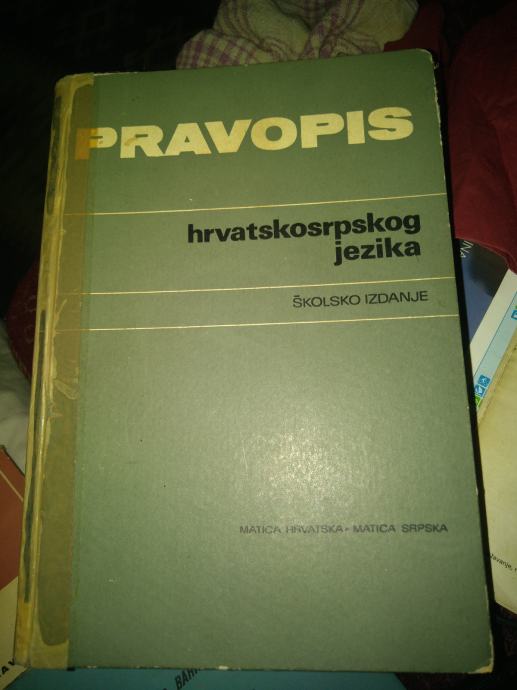 PRAVOPIS
hrvatskosrpskog
jezika
ŠKOLSKO IZDANJE
MATICA HRVATSKA • MATICA SRPSKA